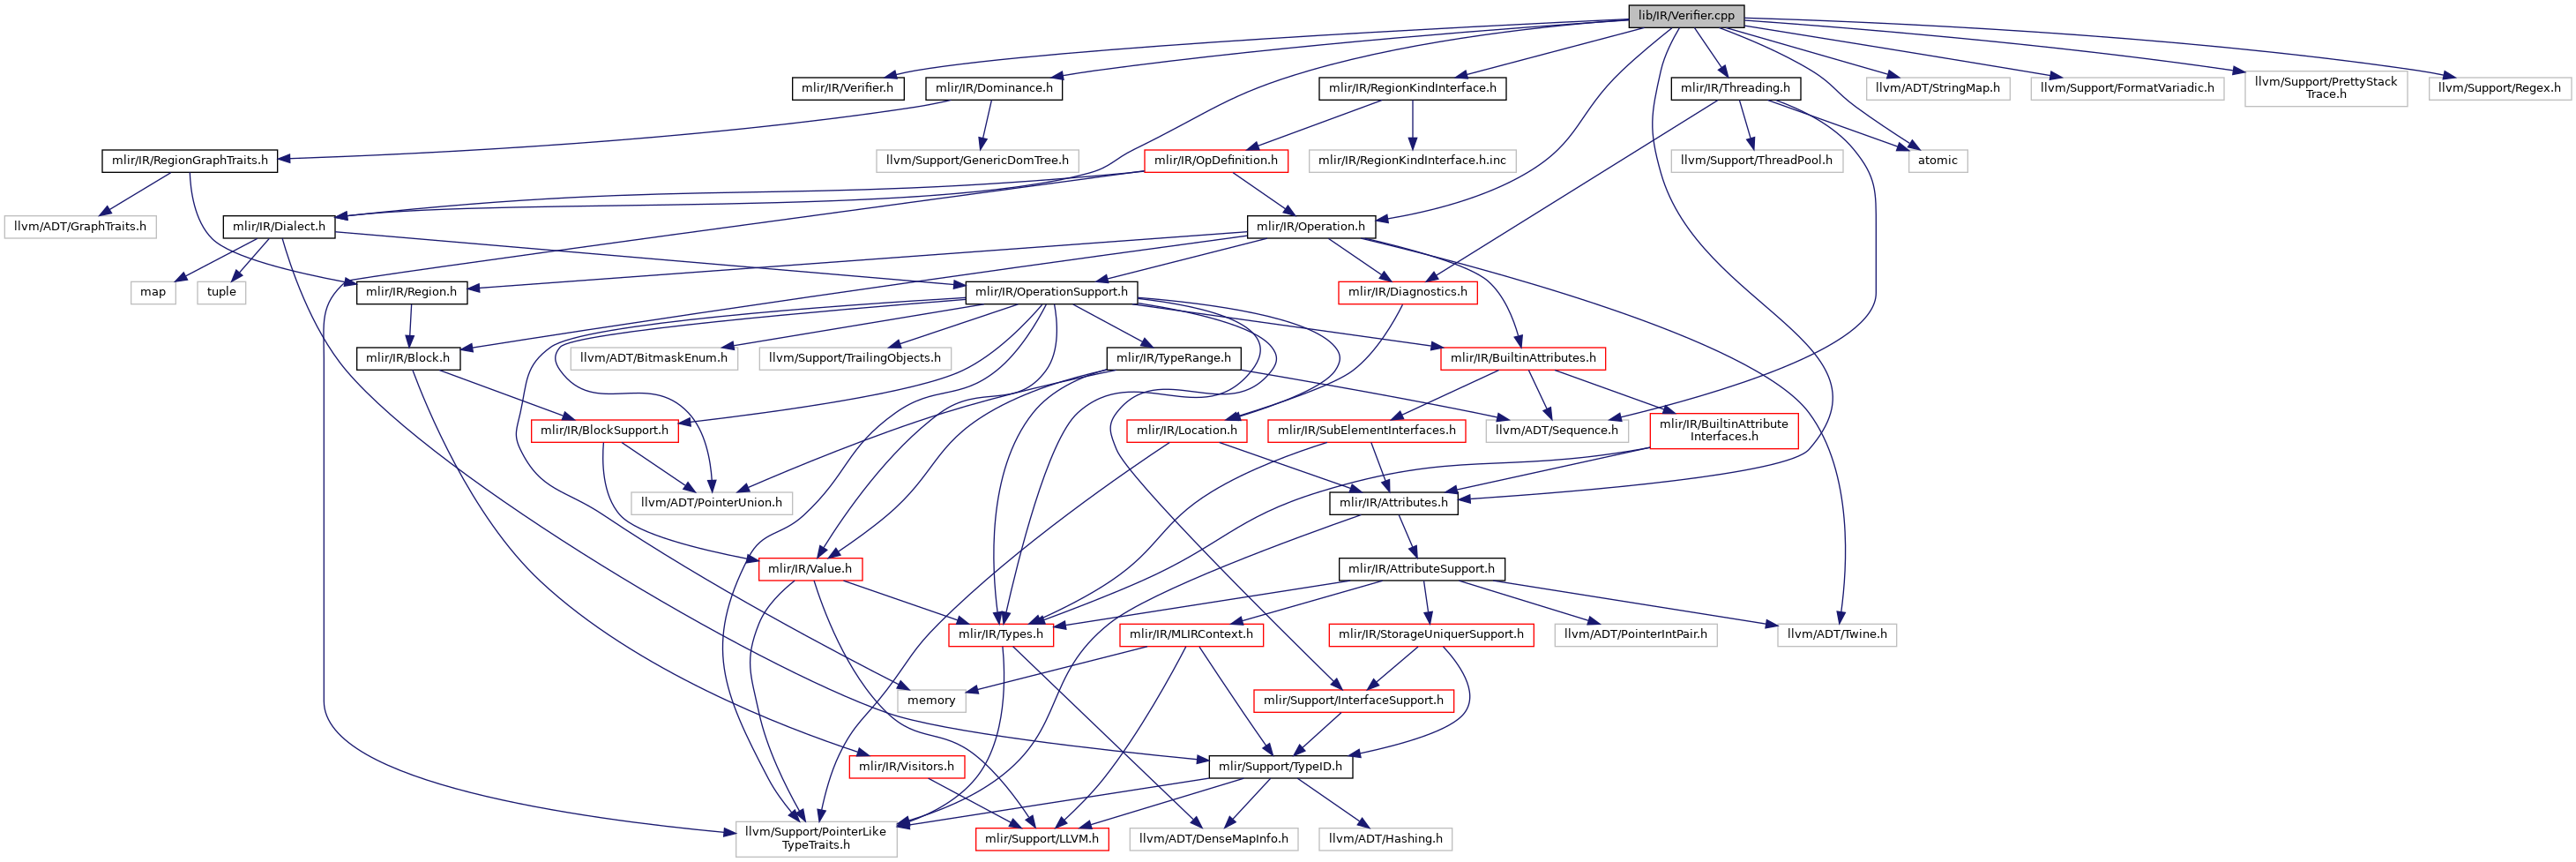 lib/IR/Verifier.cpp
mlir/IR/Verifier.h
mlir/IR/Dominance.h
mlir/IR/RegionKindInterface.h
mlir/IR/Threading.h
llvm/ADT/StringMap.h
llvm/Support/FormatVariadic.h
llvm/Support/PrettyStack
Trace.h
llvm/Support/Regex.h
mlir/IR/RegionGraphTraits.h
llvm/Support/GenericDomTree.h
mlir/IR/OpDefinition.h
mlir/IR/RegionKindInterface.h.inc
llvm/Support/ThreadPool.h
atomic
llvm/ADT/GraphTraits.h
mlir/IR/Dialect.h
mlir/IR/Operation.h
map
tuple
mlir/IR/Region.h
mlir/IR/OperationSupport.h
mlir/IR/Diagnostics.h
mlir/IR/Block.h
llvm/ADT/BitmaskEnum.h
llvm/Support/TrailingObjects.h
mlir/IR/TypeRange.h
mlir/IR/BuiltinAttributes.h
mlir/IR/BlockSupport.h
mlir/IR/Location.h
mlir/IR/SubElementInterfaces.h
llvm/ADT/Sequence.h
mlir/IR/BuiltinAttribute
Interfaces.h
llvm/ADT/PointerUnion.h
mlir/IR/Attributes.h
mlir/IR/Value.h
mlir/IR/AttributeSupport.h
mlir/IR/Types.h
mlir/IR/MLIRContext.h
mlir/IR/StorageUniquerSupport.h
llvm/ADT/PointerIntPair.h
llvm/ADT/Twine.h
memory
mlir/Support/InterfaceSupport.h
mlir/IR/Visitors.h
mlir/Support/TypeID.h
llvm/Support/PointerLike
TypeTraits.h
mlir/Support/LLVM.h
llvm/ADT/DenseMapInfo.h
llvm/ADT/Hashing.h